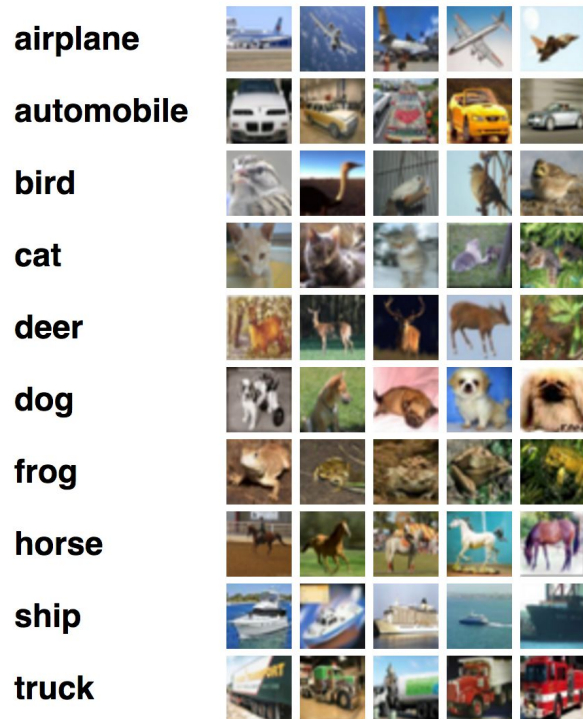 airplane
automobile
bird
cat
deer
dog
frog
horse
ship
truck